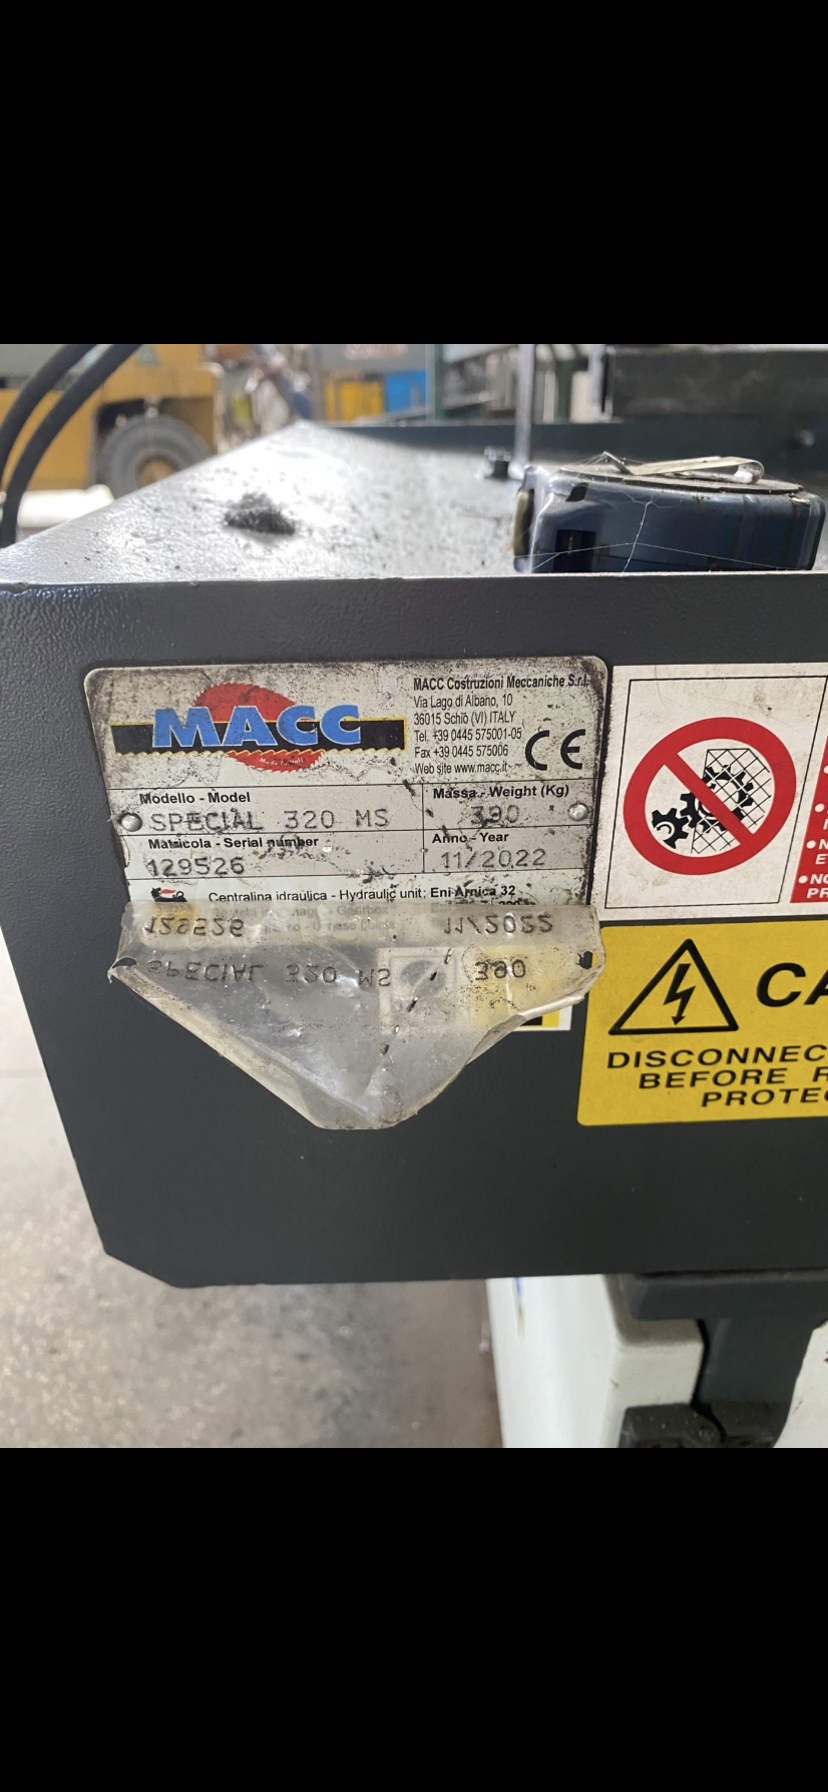 MACC
MACC Costruzioni Meccaniche S.r.l.
Via Lago di Albano, 10
36015 Schio (VI) ITALY
Tel. +39 0445 575001-05
Fax +39 0445 575006
Web site www.macc.it
CE
Modello - Model
SPECIAL 320 MS
Massa - Weight (Kg)
390
Matricola - Serial number
129526
Anno - Year
11/2022
Centralina idraulica - Hydraulic unit: Eni Arnica 32
CA
DISCONNEC
BEFORE R
PROTE